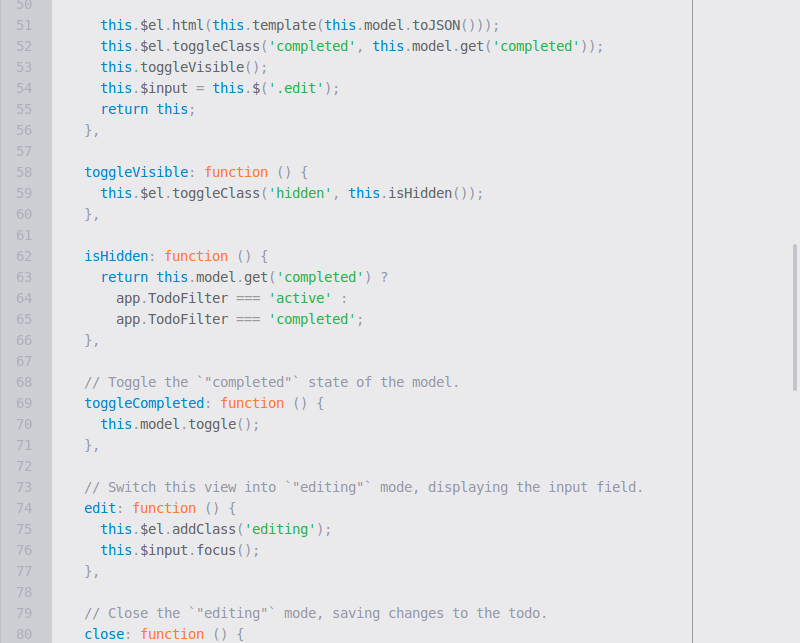 50
51 this.$el.html(this.template(this.model.toJSON()));
52 this.$el.toggleClass('completed', this.model.get('completed'));
53 this.toggleVisible();
54 this.$input = this.$('.edit');
55 return this;
56 },
57
58 toggleVisible: function () {
59 this.$el.toggleClass('hidden', this.isHidden());
60 },
61
62 isHidden: function () {
63 return this.model.get('completed') ?
64 app.TodoFilter === 'active' :
65 app.TodoFilter === 'completed';
66 },
67
68 // Toggle the `"completed"` state of the model.
69 toggleCompleted: function () {
70 this.model.toggle();
71 },
72
73 // Switch this view into `"editing"` mode, displaying the input field.
74 edit: function () {
75 this.$el.addClass('editing');
76 this.$input.focus();
77 },
78
79 // Close the `"editing"` mode, saving changes to the todo.
80 close: function () {